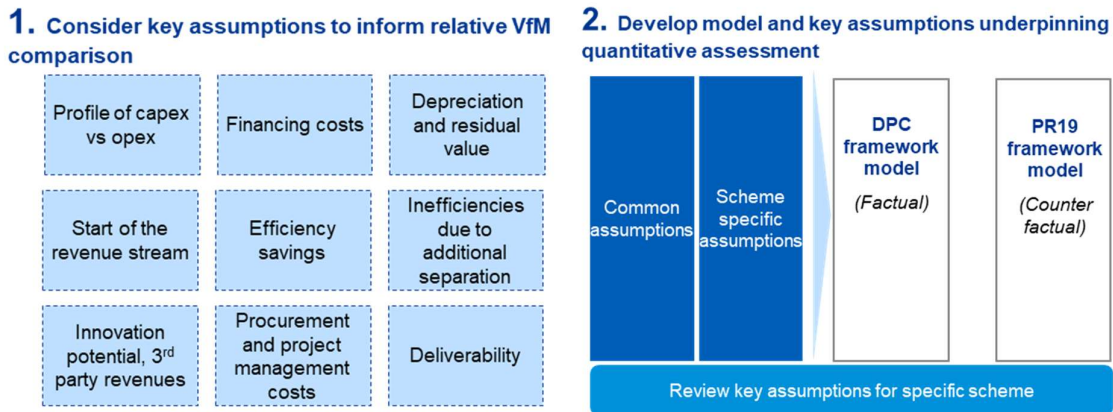 1. Consider key assumptions to inform relative VfM
comparison
Profile of capex
vs opex
Financing costs
Depreciation
and residual
value
Start of the
revenue stream
Efficiency
savings
Inefficiencies
due to
additional
separation
Innovation
potential, 3rd
party revenues
Procurement
and project
management
costs
Deliverability
2. Develop model and key assumptions underpinning
quantitative assessment
Common
assumptions
Scheme
specific
assumptions
DPC
framework
model
(Factual)
PR19
framework
model
(Counter
factual)
Review key assumptions for specific scheme